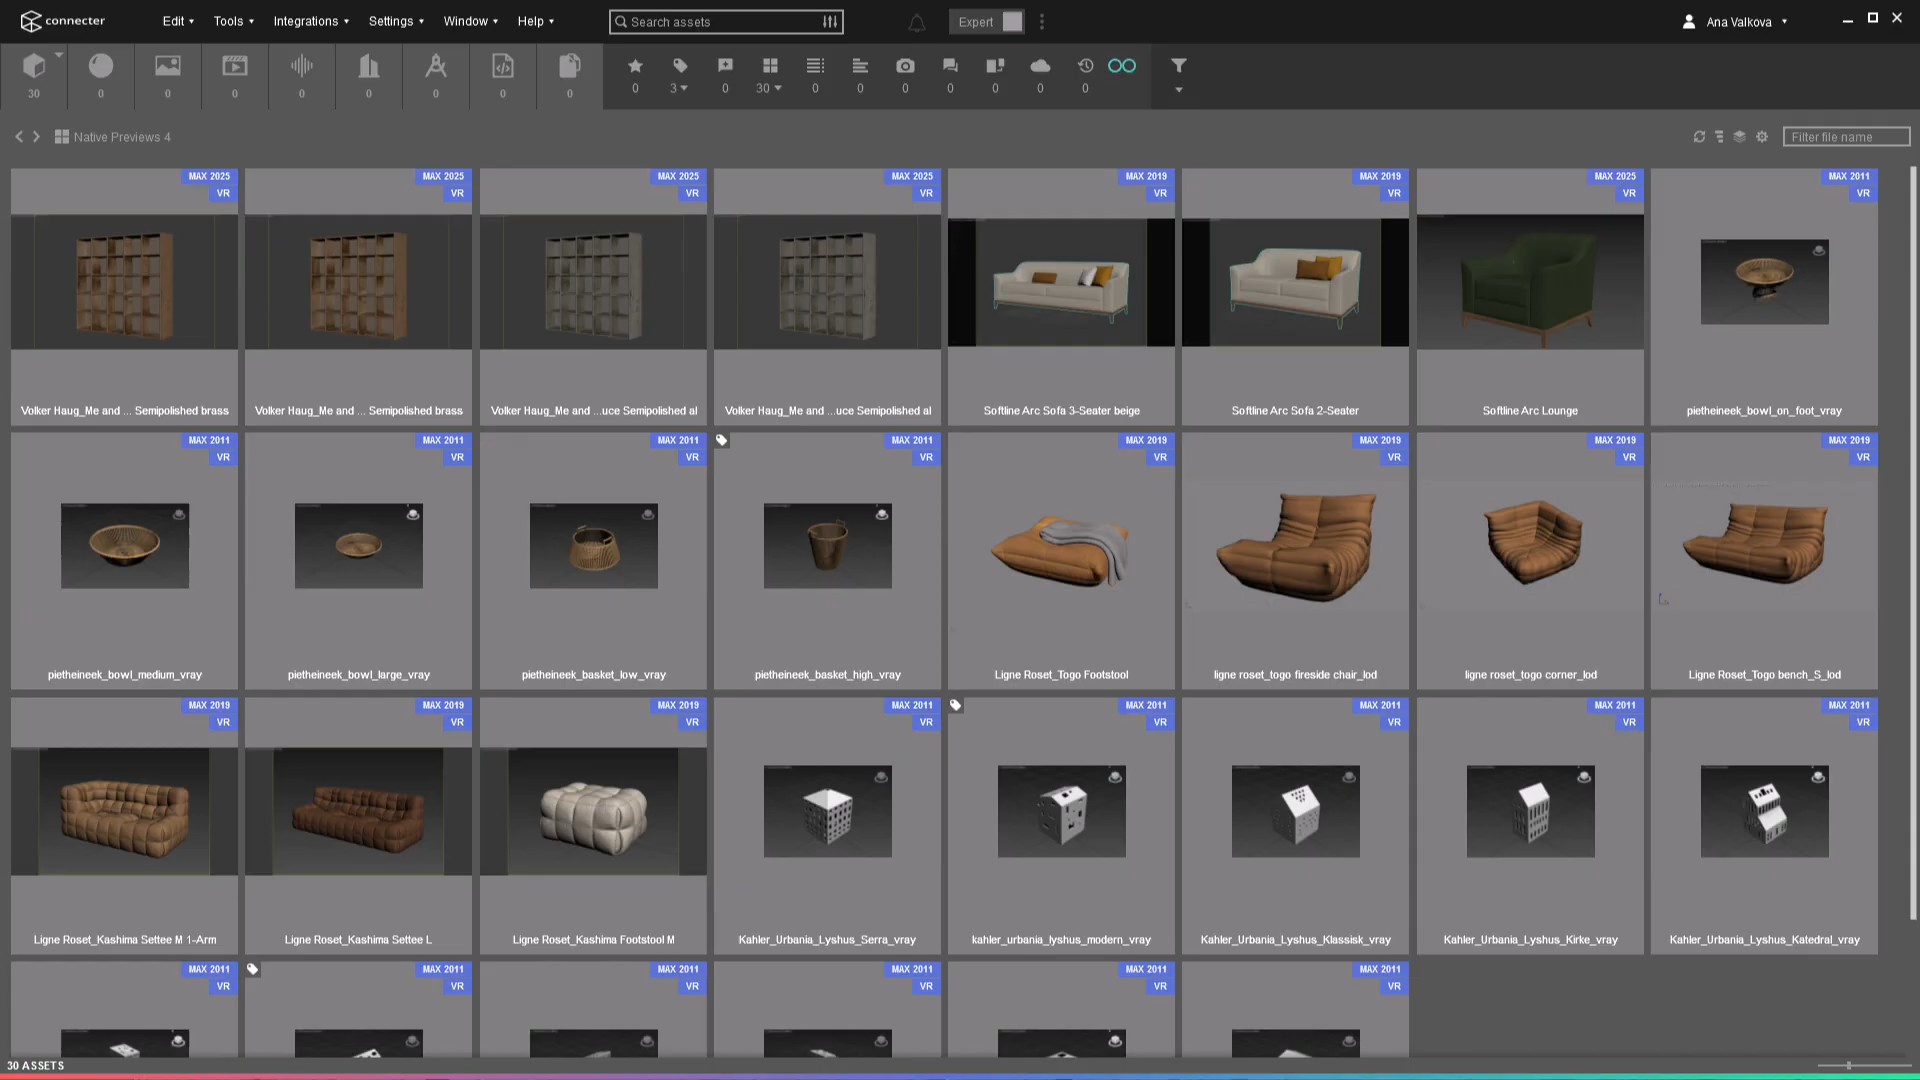 connecter
Edit
Tools
Integrations
Settings
Window
Help
Search assets
Expert
Ana Valkova
30
0
0
0
0
0
0
0
0
0
3
0
30
0
0
0
0
0
0
0
Native Previews 4
Filter file name
MAX 2025
VR
Volker Haug_Me and ... Semipolished brass
MAX 2025
VR
Volker Haug_Me and ... Semipolished brass
MAX 2025
VR
Volker Haug_Me and ...uce Semipolished al
MAX 2025
VR
Volker Haug_Me and ...uce Semipolished al
MAX 2019
VR
Softline Arc Sofa 3-Seater beige
MAX 2019
VR
Softline Arc Sofa 2-Seater
MAX 2025
VR
Softline Arc Lounge
MAX 2011
VR
pietheineek_bowl_on_foot_vray
MAX 2011
VR
pietheineek_bowl_medium_vray
MAX 2011
VR
pietheineek_bowl_large_vray
MAX 2011
VR
pietheineek_basket_low_vray
MAX 2011
VR
pietheineek_basket_high_vray
MAX 2019
VR
Ligne Roset_Togo Footstool
MAX 2019
VR
ligne roset_togo fireside chair_lod
MAX 2019
VR
ligne roset_togo corner_lod
MAX 2019
VR
Ligne Roset_Togo bench_S_lod
MAX 2019
VR
Ligne Roset_Kashima Settee M 1-Arm
MAX 2019
VR
Ligne Roset_Kashima Settee L
MAX 2019
VR
Ligne Roset_Kashima Footstool M
MAX 2011
VR
Kahler_Urbania_Lyshus_Serra_vray
MAX 2011
VR
kahler_urbania_lyshus_modern_vray
MAX 2011
VR
Kahler_Urbania_Lyshus_Klassisk_vray
MAX 2011
VR
Kahler_Urbania_Lyshus_Kirke_vray
MAX 2011
VR
Kahler_Urbania_Lyshus_Katedral_vray
MAX 2011
VR
MAX 2011
VR
MAX 2011
VR
MAX 2011
VR
MAX 2011
VR
MAX 2011
VR
30 ASSETS